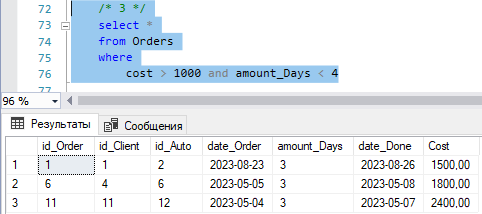 72 /* 3 */
73 select *
74 from Orders
75 where
76 cost > 1000 and amount_Days < 4
77
96 %
Результаты Сообщения
id_Order id_Client id_Auto date_Order amount_Days date_Done Cost
1 1 1 2 2023-08-23 3 2023-08-26 1500,00
2 6 4 6 2023-05-05 3 2023-05-08 1800,00
3 11 11 12 2023-05-04 3 2023-05-07 2400,00